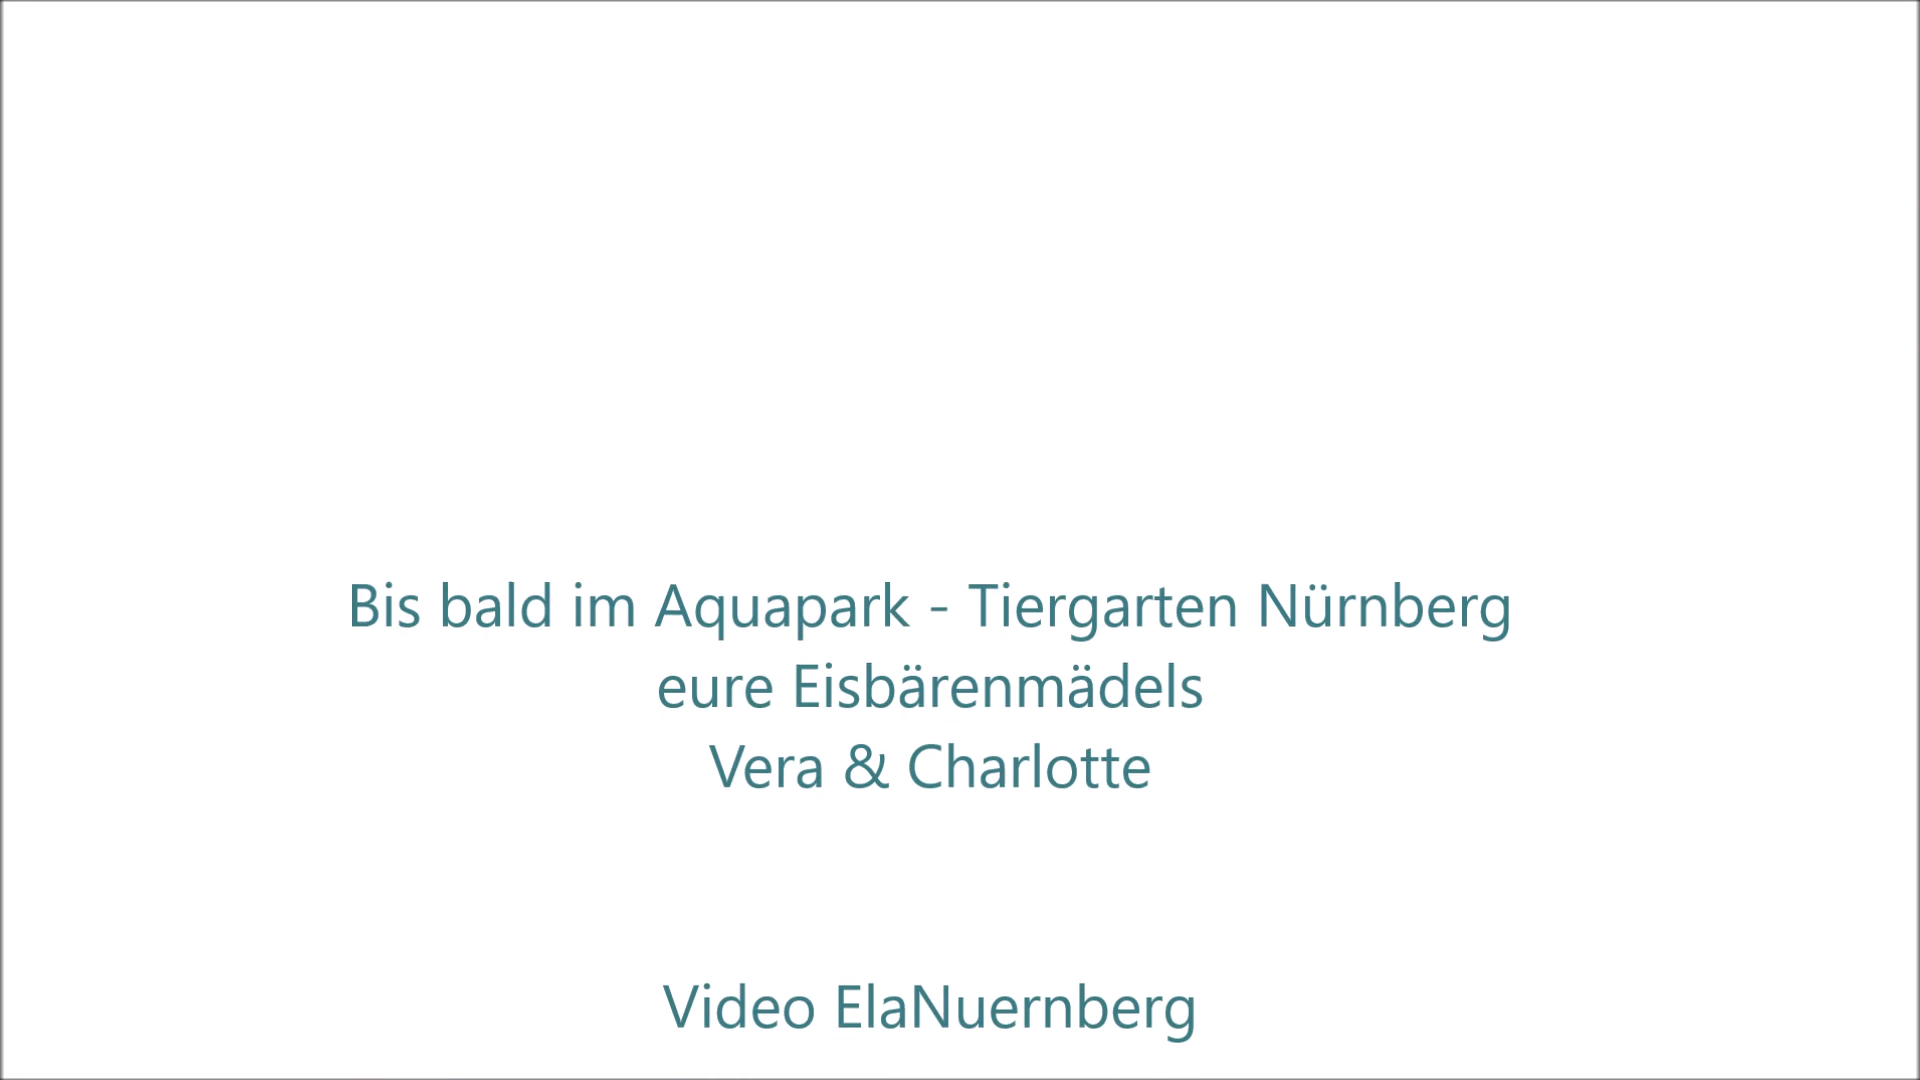 Bis bald im Aquapark - Tiergarten Nürnberg
eure Eisbärenmädels
Vera & Charlotte
Video ElaNuernberg